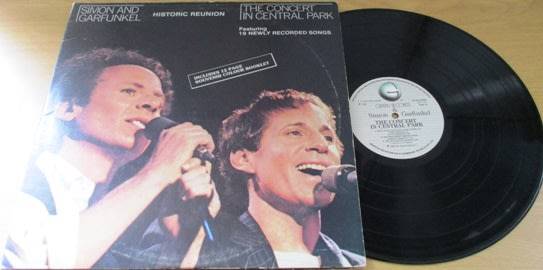 SIMON AND
GARFUNKEL
HISTORIC REUNION
THE CONCERT
IN CENTRAL PARK
Featuring
19 NEWLY RECORDED SONGS
INCLUDES 12 PAGE
SOUVENIR COLOUR BOOKLET
GEFFEN RECORDS
Simon Garfunkel
THE CONCERT
IN CENTRAL PARK